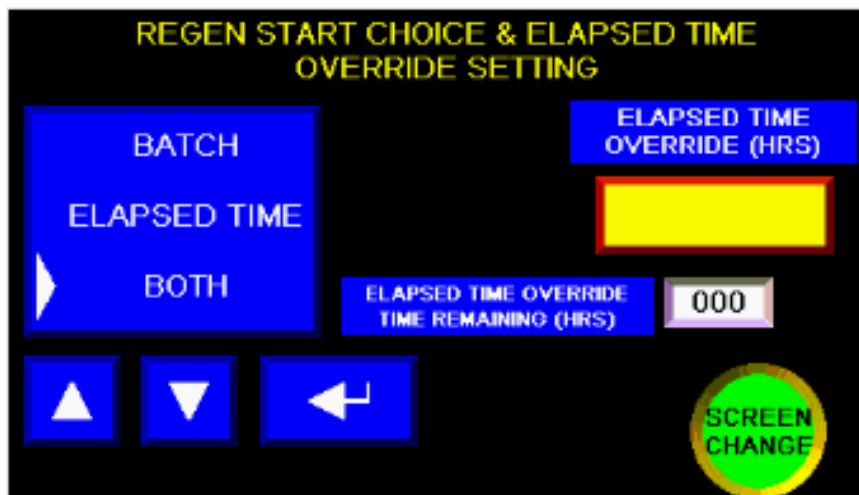 REGEN START CHOICE & ELAPSED TIME
OVERRIDE SETTING
BATCH
ELAPSED TIME
BOTH
ELAPSED TIME
OVERRIDE (HRS)
ELAPSED TIME OVERRIDE
TIME REMAINING (HRS)
000
SCREEN
CHANGE